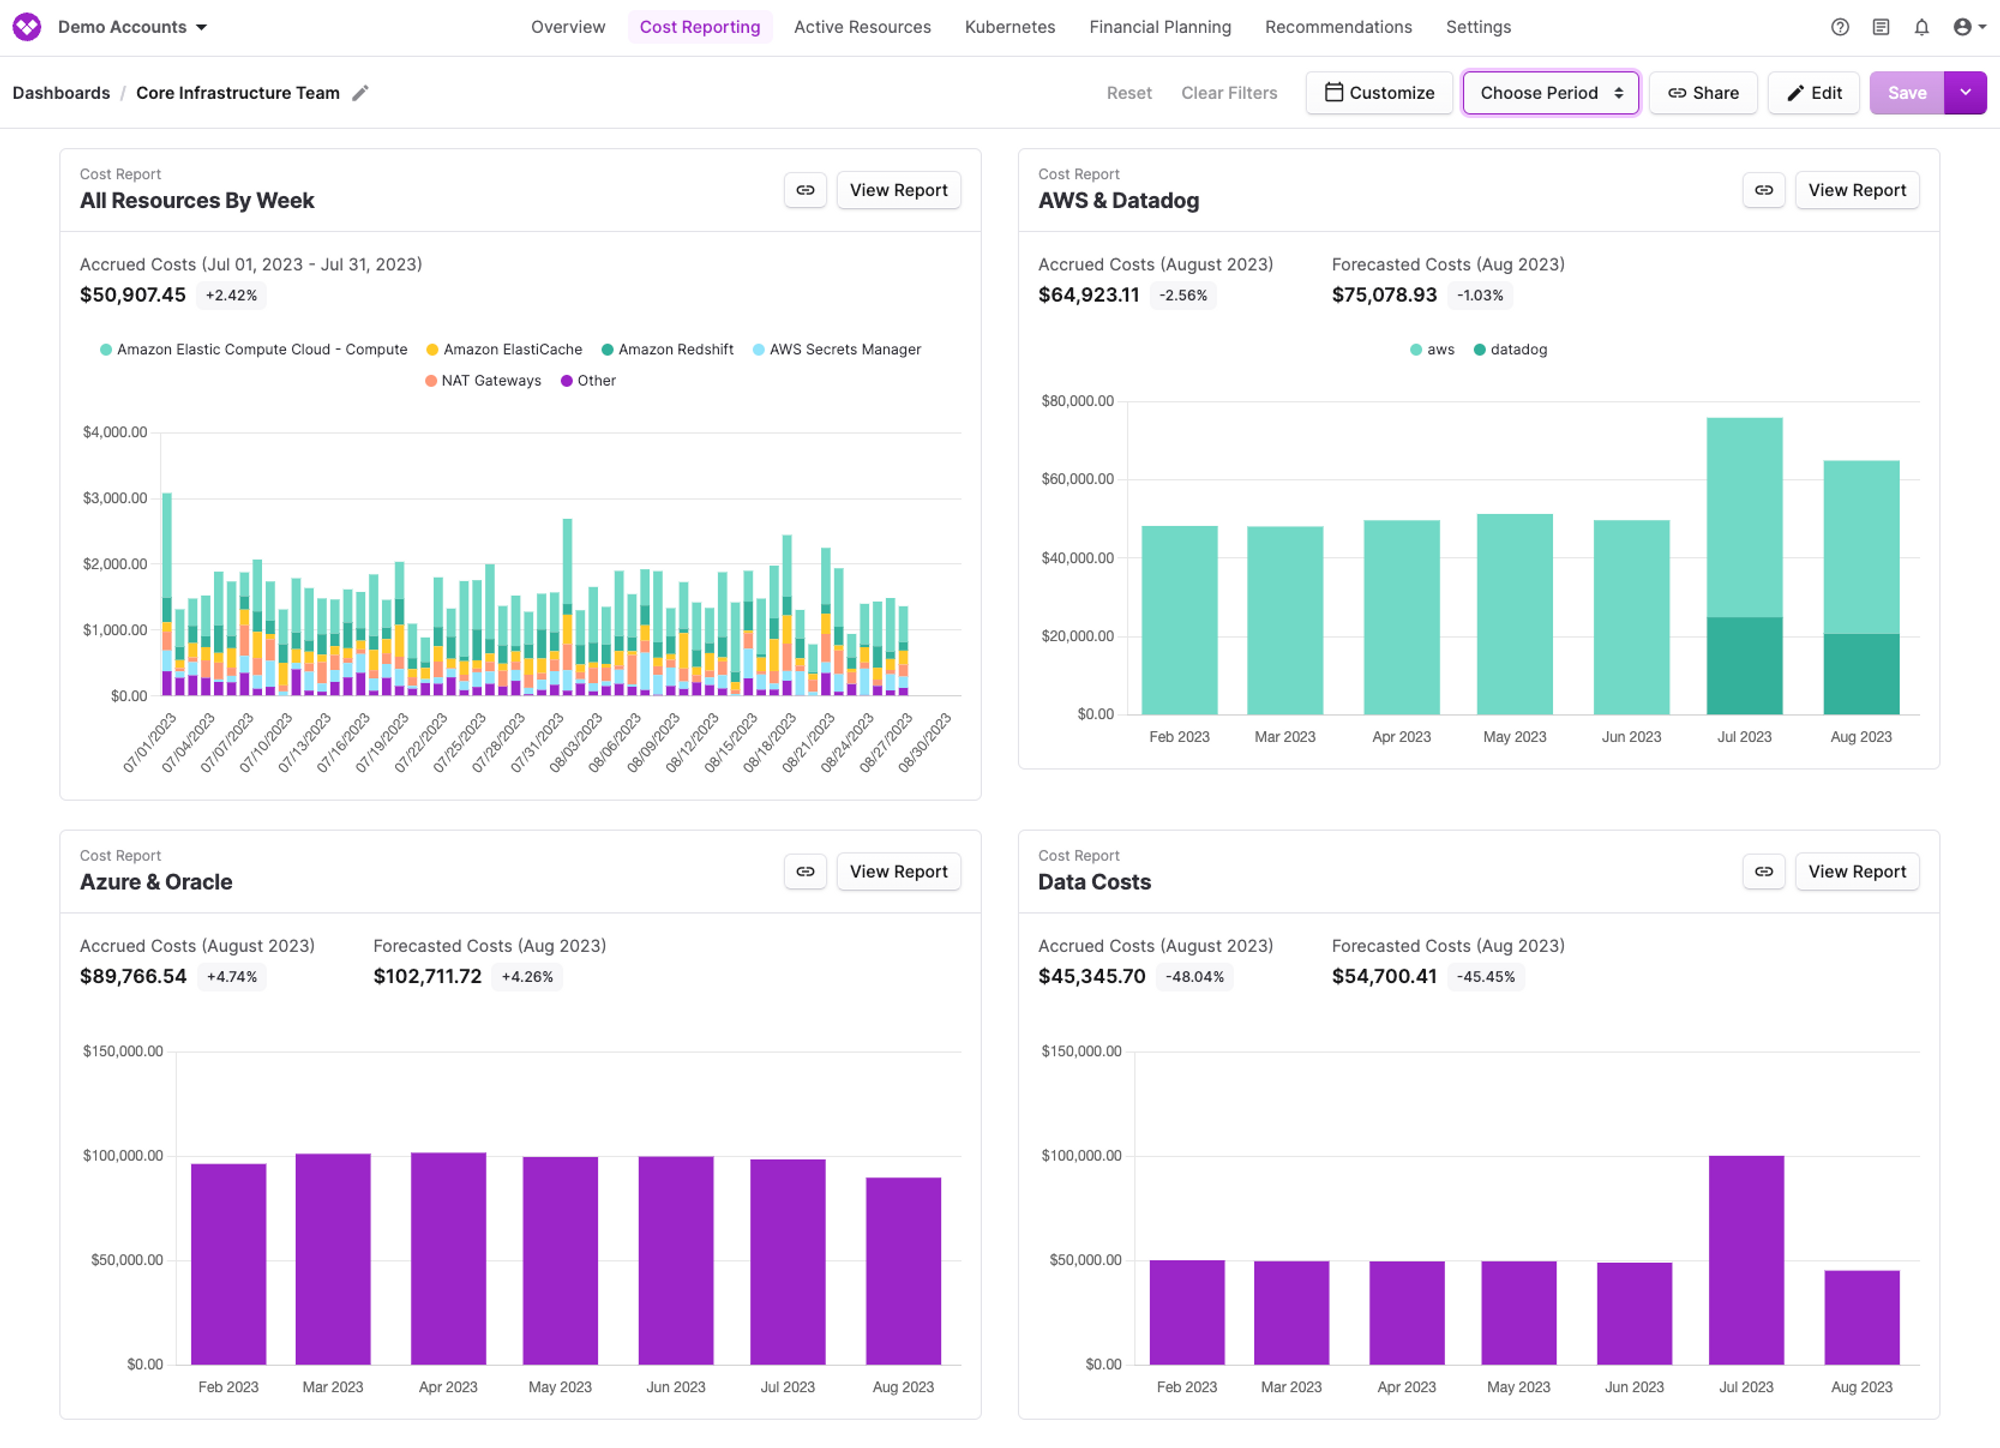 Demo Accounts
Overview
Cost Reporting
Active Resources
Kubernetes
Financial Planning
Recommendations
Settings
Dashboards / Core Infrastructure Team
Reset
Clear Filters
Customize
Choose Period
Share
Edit
Save
Cost Report
All Resources By Week
View Report
Accrued Costs (Jul 01, 2023 - Jul 31, 2023)
$50,907.45 +2.42%
Amazon Elastic Compute Cloud - Compute
Amazon ElastiCache
Amazon Redshift
AWS Secrets Manager
NAT Gateways
Other
$4,000.00
$3,000.00
$2,000.00
$1,000.00
$0.00
07/01/2023
07/04/2023
07/07/2023
07/10/2023
07/13/2023
07/16/2023
07/19/2023
07/22/2023
07/25/2023
07/28/2023
07/31/2023
08/03/2023
08/06/2023
08/09/2023
08/12/2023
08/15/2023
08/18/2023
08/21/2023
08/24/2023
08/27/2023
08/30/2023
Cost Report
AWS & Datadog
View Report
Accrued Costs (August 2023)
$64,923.11 -2.56%
Forecasted Costs (Aug 2023)
$75,078.93 -1.03%
aws
datadog
$80,000.00
$60,000.00
$40,000.00
$20,000.00
$0.00
Feb 2023
Mar 2023
Apr 2023
May 2023
Jun 2023
Jul 2023
Aug 2023
Cost Report
Azure & Oracle
View Report
Accrued Costs (August 2023)
$89,766.54 +4.74%
Forecasted Costs (Aug 2023)
$102,711.72 +4.26%
$150,000.00
$100,000.00
$50,000.00
$0.00
Feb 2023
Mar 2023
Apr 2023
May 2023
Jun 2023
Jul 2023
Aug 2023
Cost Report
Data Costs
View Report
Accrued Costs (August 2023)
$45,345.70 -48.04%
Forecasted Costs (Aug 2023)
$54,700.41 -45.45%
$150,000.00
$100,000.00
$50,000.00
$0.00
Feb 2023
Mar 2023
Apr 2023
May 2023
Jun 2023
Jul 2023
Aug 2023